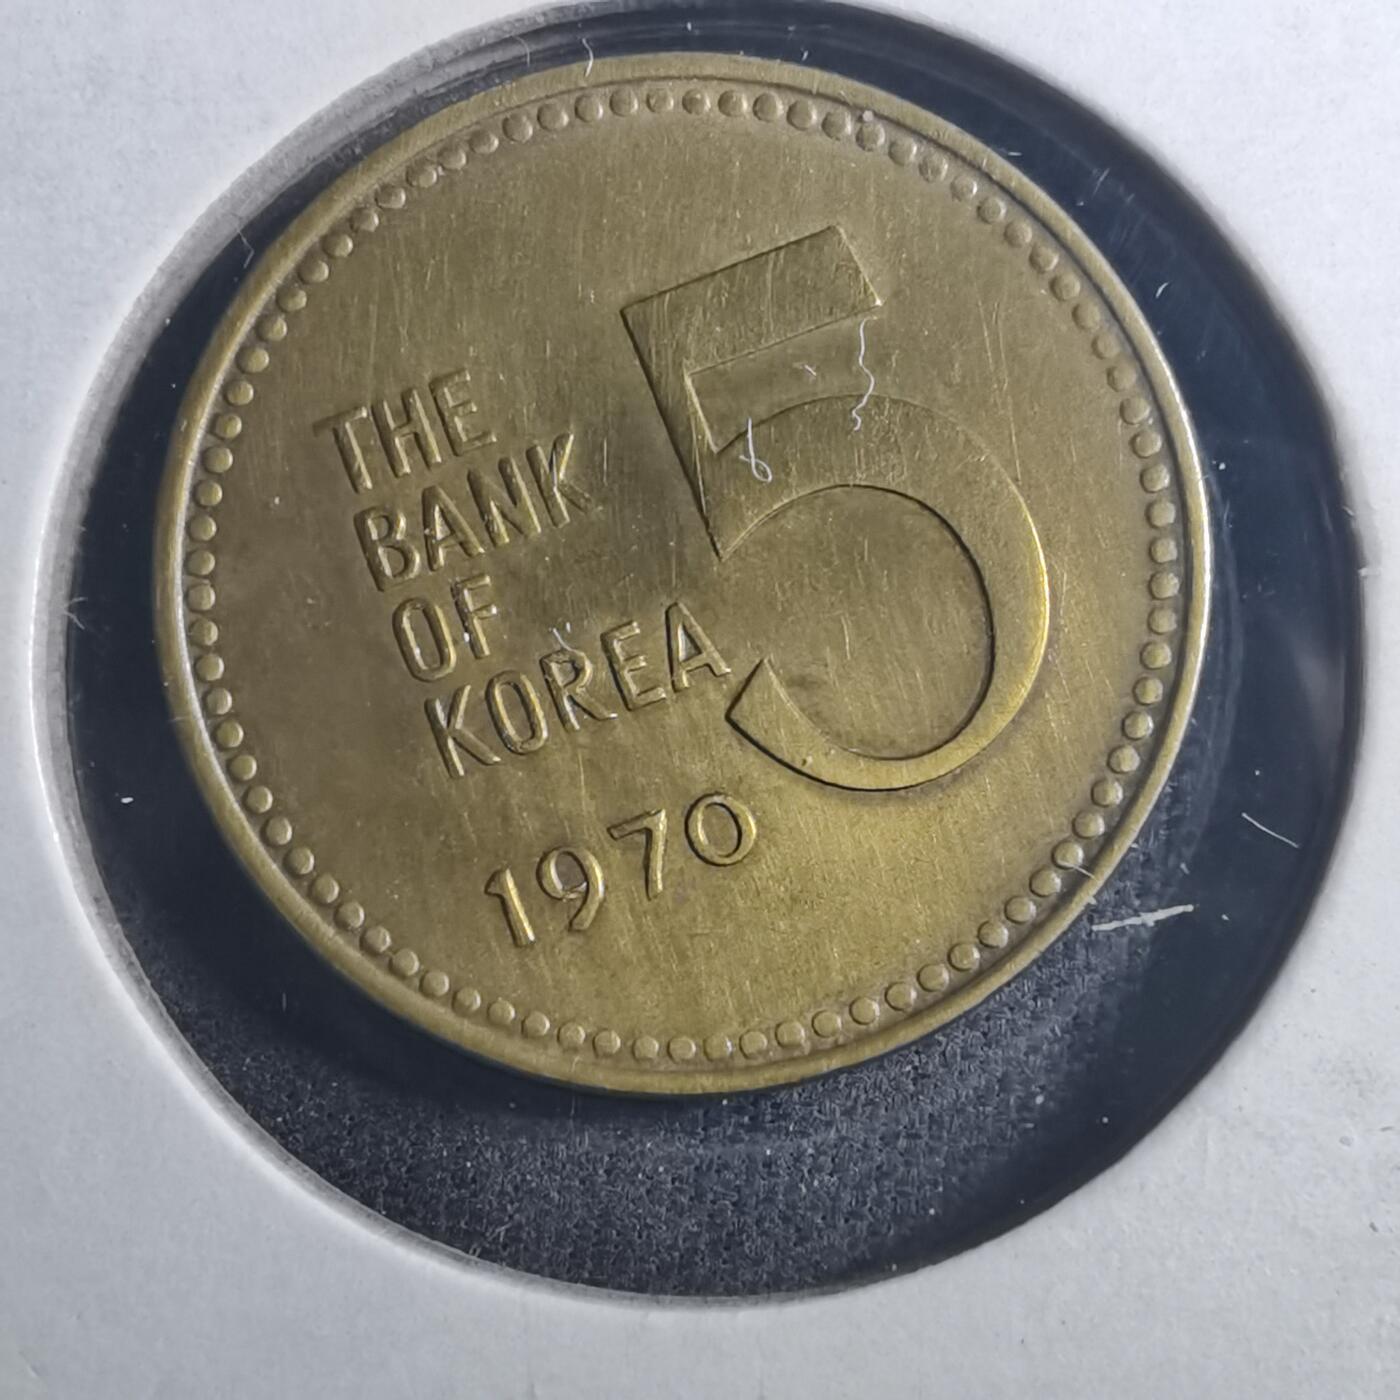 5
THE
BANK
OF
KOREA
1970